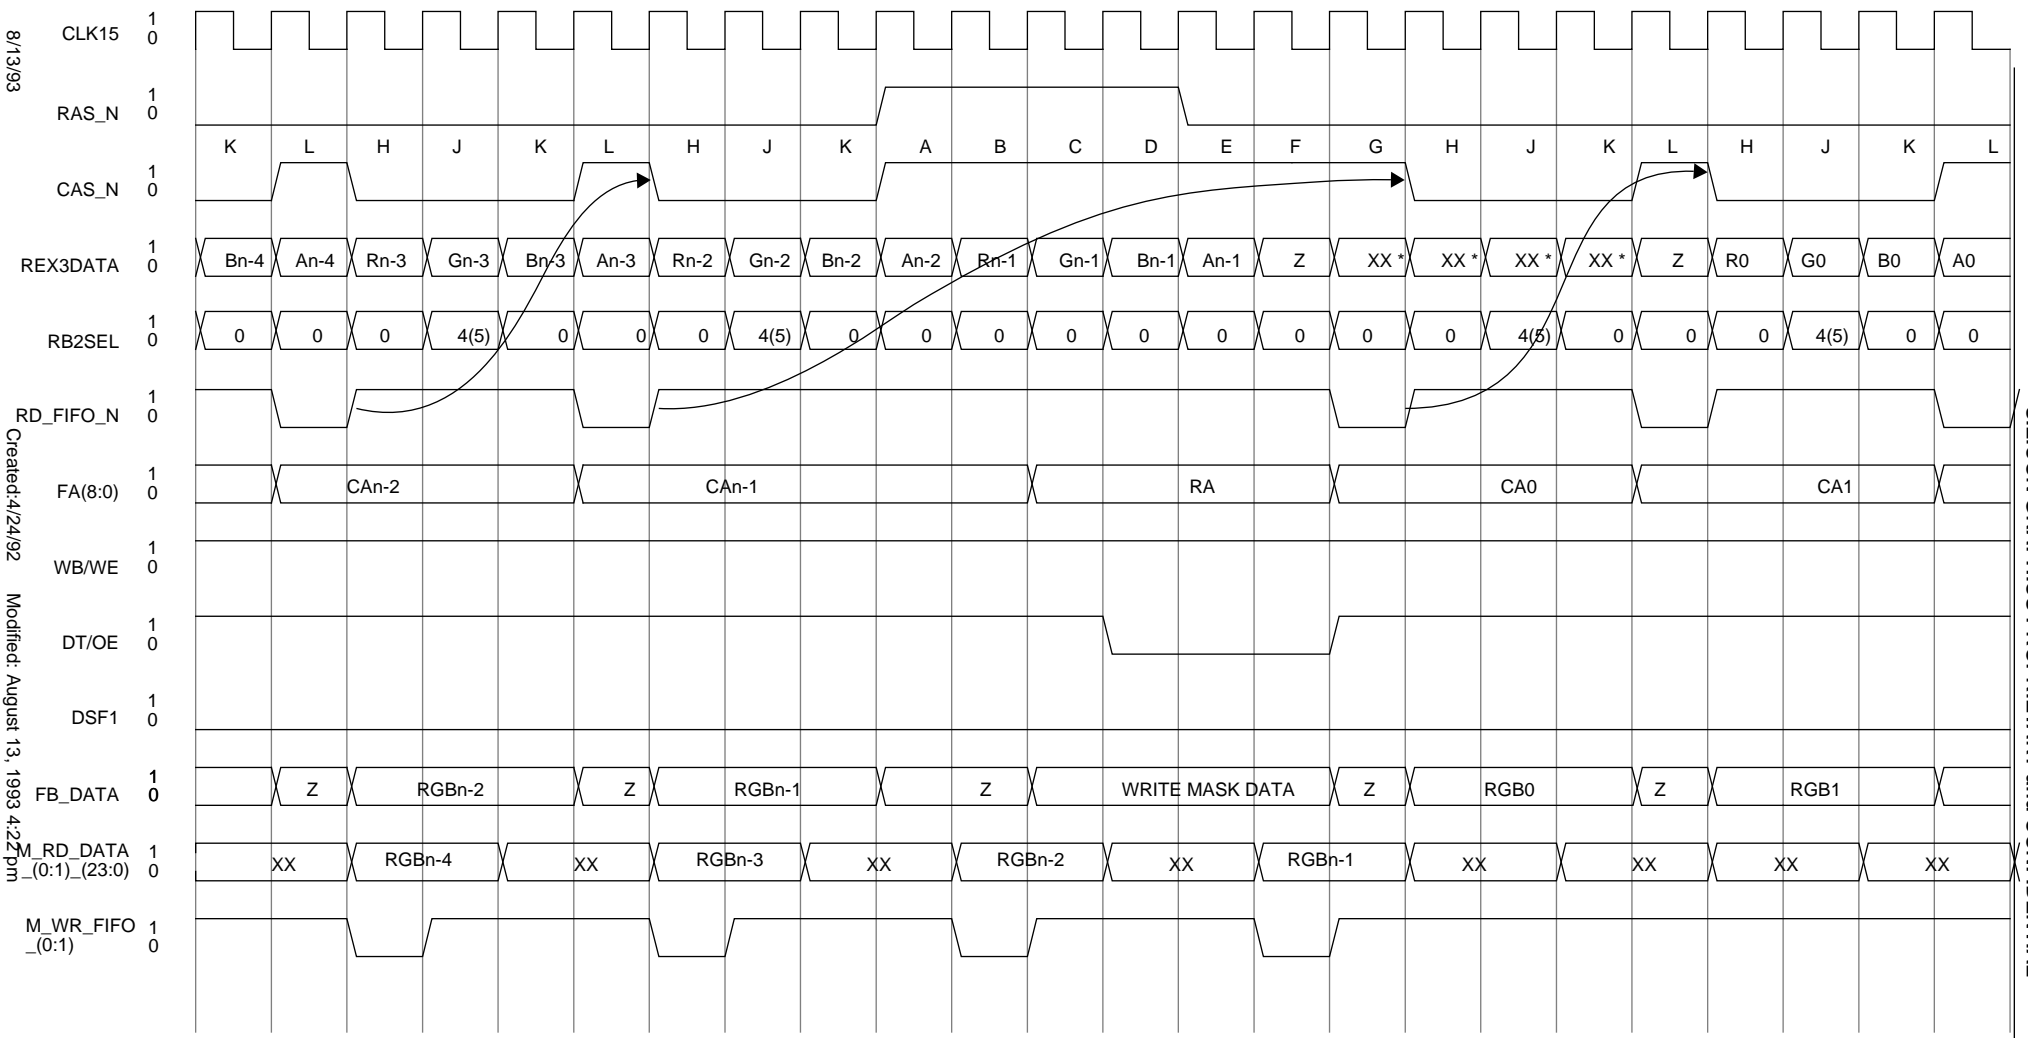 CLK15 1 0
RAS_N 1 0
K L H J K L H J K A B C D E F G H J K L H J K L
CAS_N 1 0
REX3DATA 1 0 Bn-4 An-4 Rn-3 Gn-3 Bn-3 An-3 Rn-2 Gn-2 Bn-2 An-2 Rn-1 Gn-1 Bn-1 An-1 Z XX * XX * XX * XX * Z R0 G0 B0 A0
RB2SEL 1 0 0 0 0 4(5) 0 0 0 4(5) 0 0 0 0 0 0 0 0 0 4(5) 0 0 0 4(5) 0 0
RD_FIFO_N 1 0
FA(8:0) 1 0 CAn-2 CAn-1 RA CA0 CA1
WB/WE 1 0
DT/OE 1 0
DSF1 1 0
FB_DATA 1 0 Z RGBn-2 Z RGBn-1 Z WRITE MASK DATA Z RGB0 Z RGB1
M_RD_DATA
_(0:1)_(23:0) 1 0 XX RGBn-4 XX RGBn-3 XX RGBn-2 XX RGBn-1 XX XX XX XX
M_WR_FIFO
_(0:1) 1 0
8/13/93
Created:4/24/92 Modified: August 13, 1993 4:22 pm